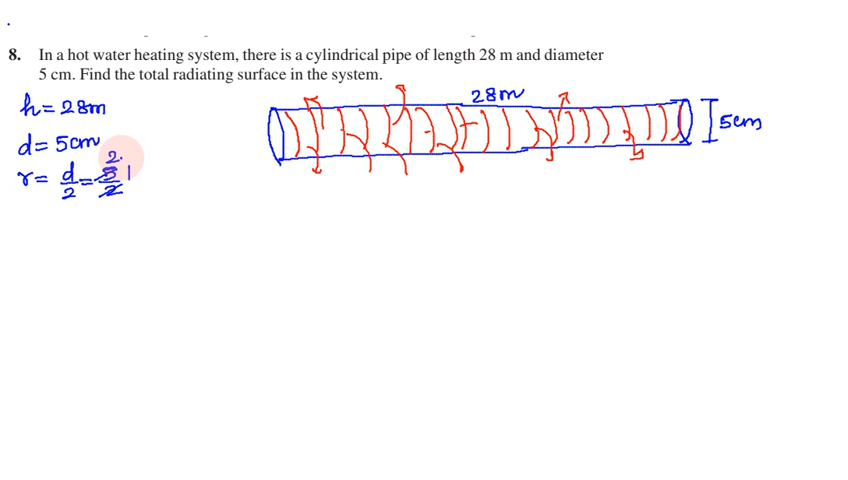 8. In a hot water heating system, there is a cylindrical pipe of length 28 m and diameter
5 cm. Find the total radiating surface in the system.
h = 28m
28m
5cm
d = 5cm
r = d/2 = 5/2
2.